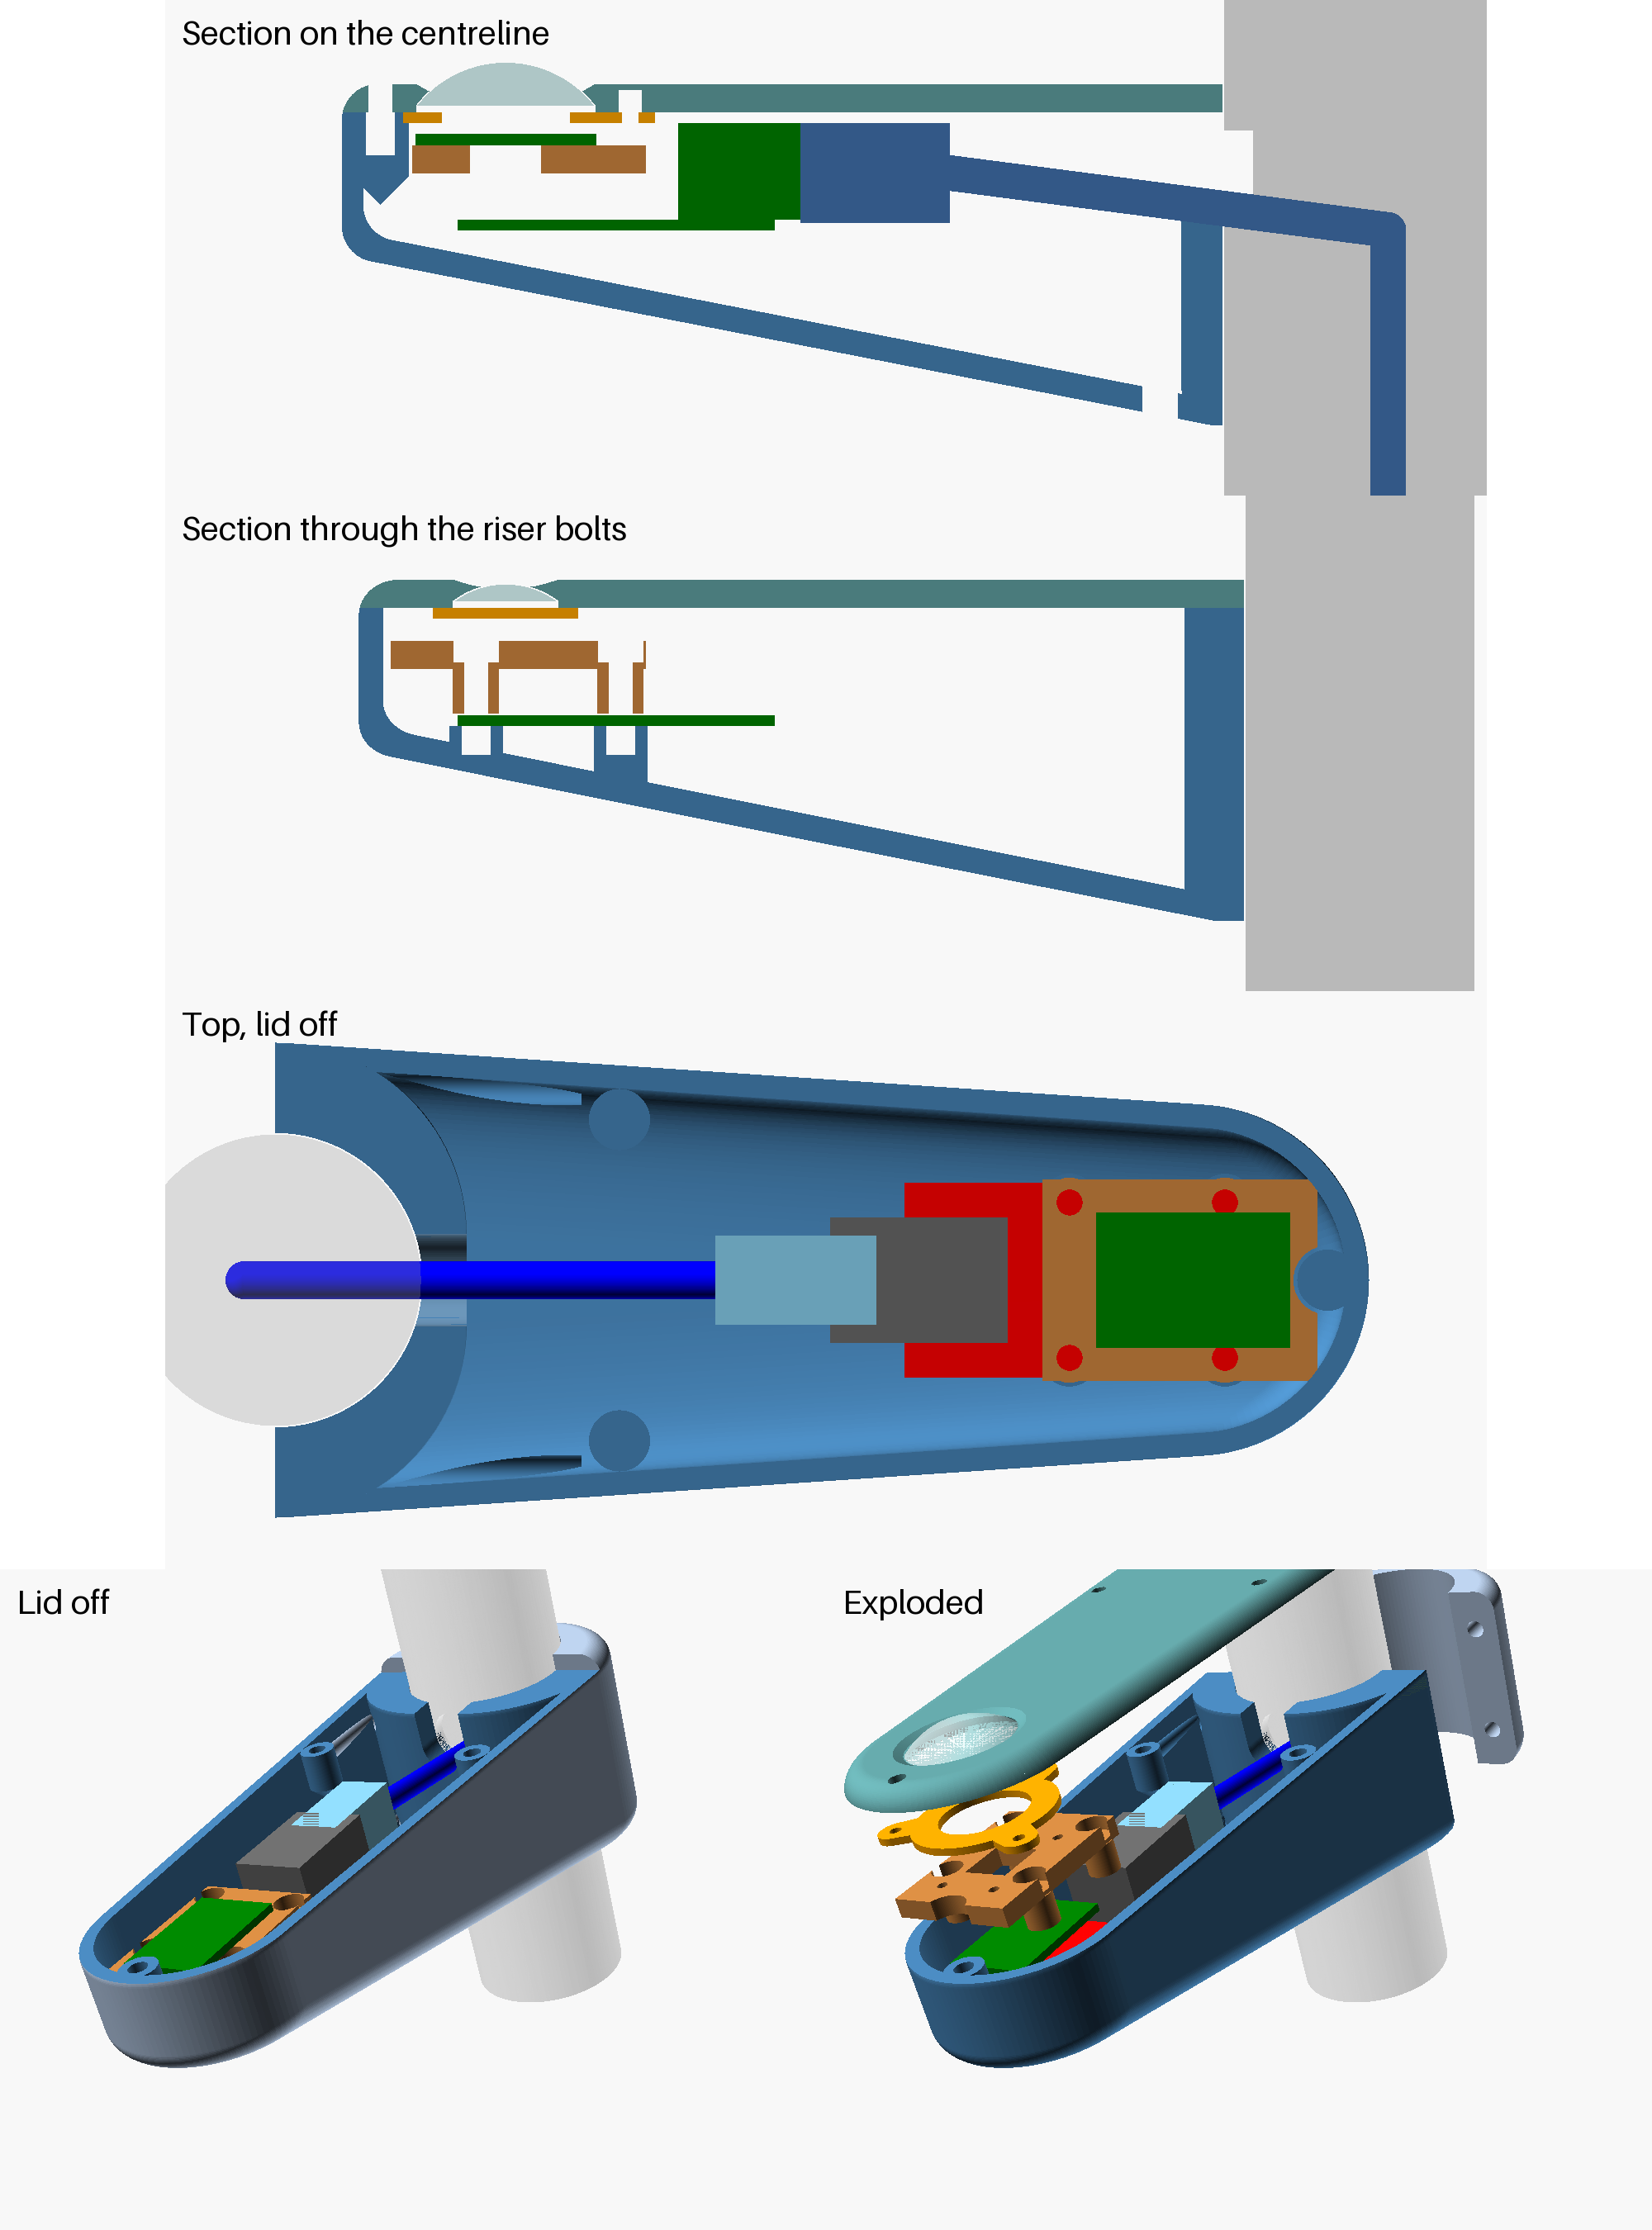 Section on the centreline
Section through the riser bolts
Top, lid off
Lid off
Exploded